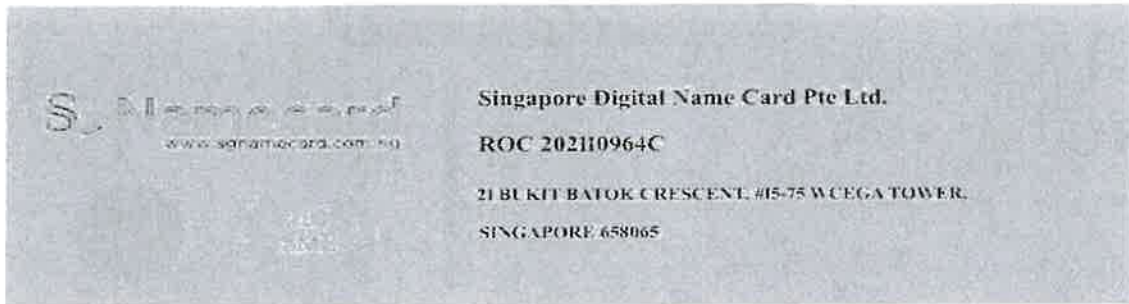 www.sgnamecard.com.sg
Singapore Digital Name Card Pte Ltd.
ROC 202110964C
21 BUKIT BATOK CRESCENT, #15-75 WCEGA TOWER,
SINGAPORE 658065